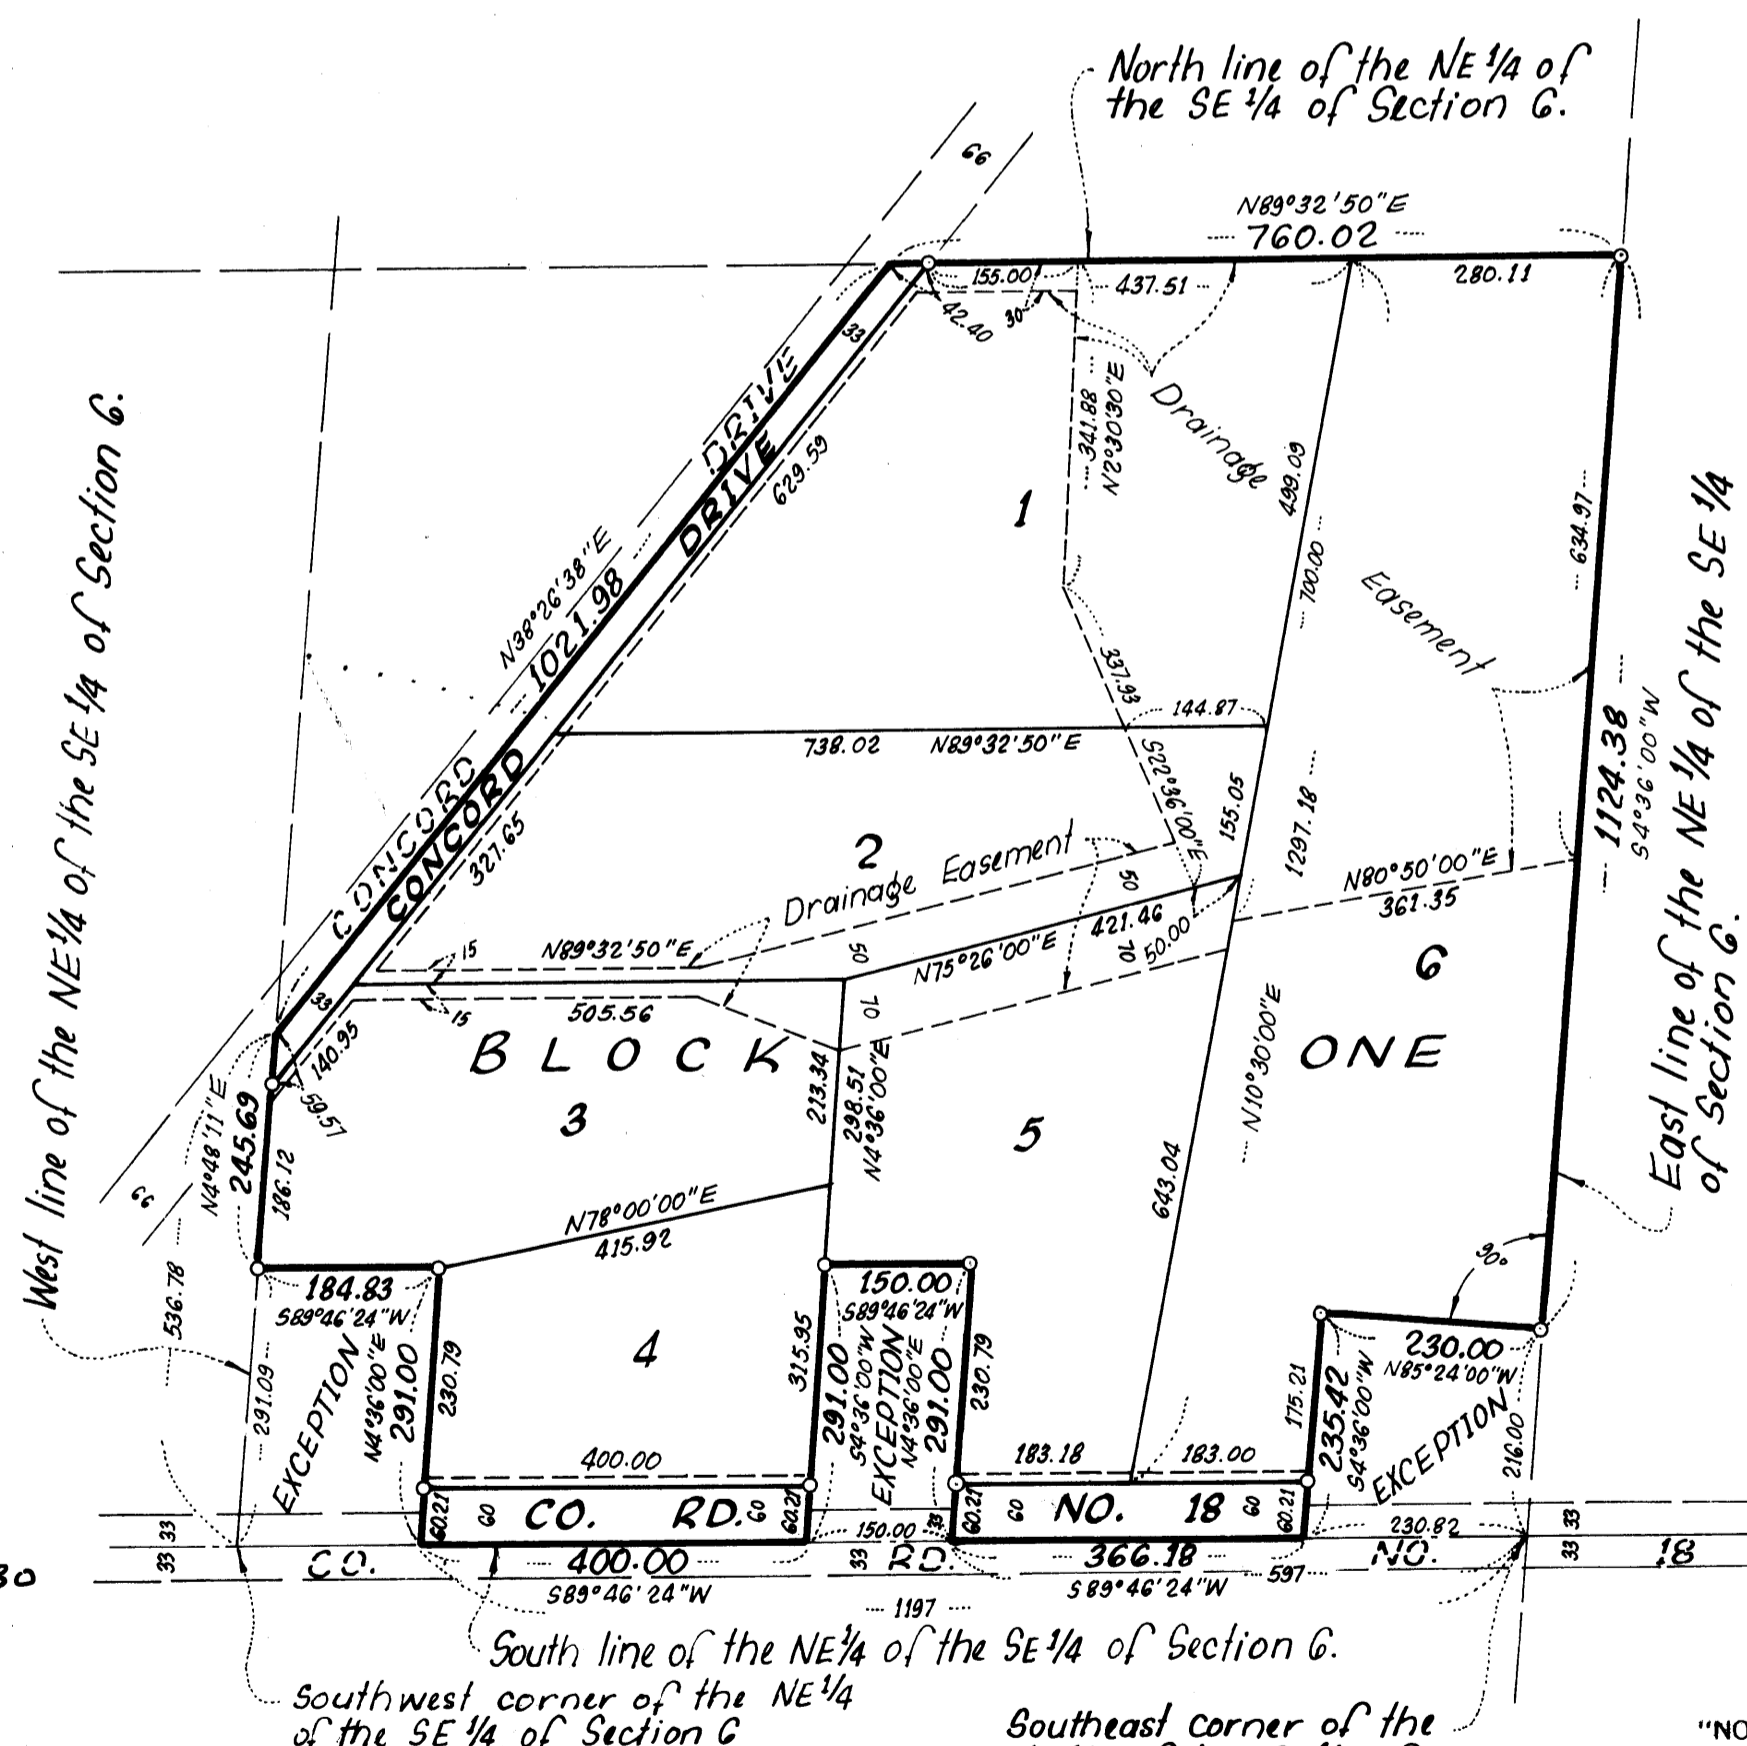 North line of the NE 1/4 of
the SE 1/4 of Section 6.
66
N89°32'50"E
760.02
155.00
437.51
280.11
42.40
30
33
DRIVE
DRIVE
629.59
341.88
N2°30'30"E
Drainage
499.09
700.00
634.97
1
N38°26'38"E
1021.98
Easement
337.93
144.87
738.02 N89°32'50"E
S22°36'00"E
155.05
1297.18
1124.38
S4°36'00"W
East line of the NE 1/4 of the SE 1/4
of Section 6.
West line of the NE 1/4 of the SE 1/4 of Section 6.
CONCORD
CONCORD
327.65
2
Drainage Easement
50
N80°50'00"E
361.35
421.46
N75°26'00"E
50
70
50.00
N89°32'50"E
15
15
505.56
33
140.95
59.57
70
6
BLOCK ONE
N10°30'00"E
213.34
298.51
N4°36'00"E
3
5
N4°48'11"E
245.69
186.12
66
536.78
N78°00'00"E
415.92
643.04
90°
184.83
S89°46'24"W
150.00
S89°46'24"W
230.00
N85°24'00"W
291.09
EXCEPTION
N4°36'00"E
291.00
230.79
4
315.95
291.00
S4°36'00"W
EXCEPTION
N4°36'00"E
291.00
230.79
175.21
235.42
S4°36'00"W
EXCEPTION
216.00
400.00
183.18
183.00
60.21
60
CO. RD.
60
60.21
150.00
33
60.21
60
NO. 18
60
60.21
230.82
33
33
33
33
33
30
CO.
400.00
RD.
366.18
NO.
18
S89°46'24"W
S89°46'24"W
597
1197
South line of the NE 1/4 of the SE 1/4 of Section 6.
Southwest corner of the NE 1/4
of the SE 1/4 of Section 6
Southeast corner of the
"NO